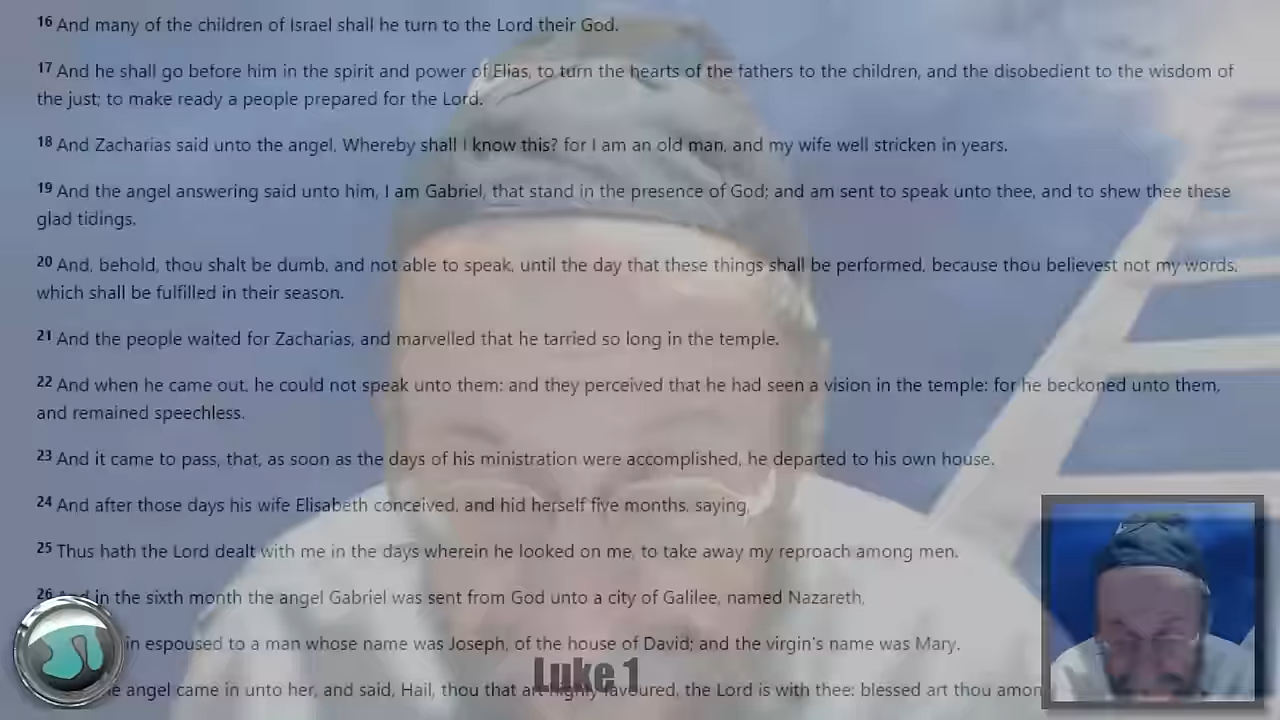 16 And many of the children of Israel shall he turn to the Lord their God.
17 And he shall go before him in the spirit and power of Elias, to turn the hearts of the fathers to the children, and the disobedient to the wisdom of
the just; to make ready a people prepared for the Lord.
18 And Zacharias said unto the angel, Whereby shall I know this? for I am an old man, and my wife well stricken in years.
19 And the angel answering said unto him, I am Gabriel, that stand in the presence of God; and am sent to speak unto thee, and to shew thee these
glad tidings.
20 And, behold, thou shalt be dumb, and not able to speak, until the day that these things shall be performed, because thou believest not my words,
which shall be fulfilled in their season.
21 And the people waited for Zacharias, and marvelled that he tarried so long in the temple.
22 And when he came out, he could not speak unto them: and they perceived that he had seen a vision in the temple: for he beckoned unto them,
and remained speechless.
23 And it came to pass, that, as soon as the days of his ministration were accomplished, he departed to his own house.
24 And after those days his wife Elisabeth conceived, and hid herself five months, saying,
25 Thus hath the Lord dealt with me in the days wherein he looked on me, to take away my reproach among men.
26 And in the sixth month the angel Gabriel was sent from God unto a city of Galilee, named Nazareth,
in espoused to a man whose name was Joseph, of the house of David; and the virgin's name was Mary.
angel came in unto her, and said, Hail, thou that art highly favoured, the Lord is with thee: blessed art thou
Luke 1